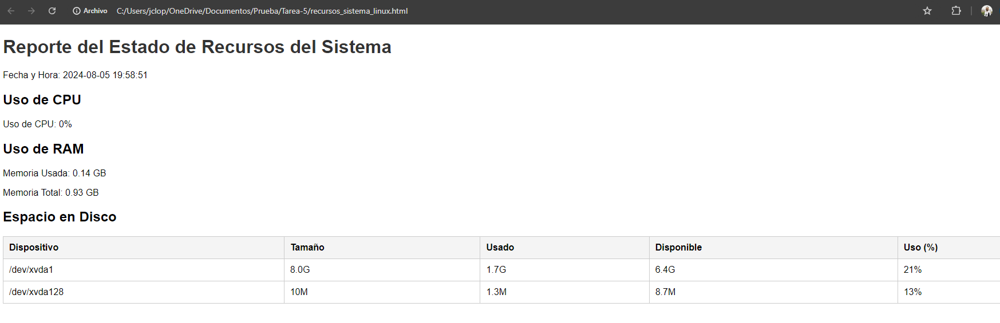 Archivo C:/Users/jclop/OneDrive/Documentos/Prueba/Tarea-5/recursos_sistema_linux.html
Reporte del Estado de Recursos del Sistema
Fecha y Hora: 2024-08-05 19:58:51
Uso de CPU
Uso de CPU: 0%
Uso de RAM
Memoria Usada: 0.14 GB
Memoria Total: 0.93 GB
Espacio en Disco
Dispositivo Tamaño Usado Disponible Uso (%)
/dev/xvda1 8.0G 1.7G 6.4G 21%
/dev/xvda128 10M 1.3M 8.7M 13%